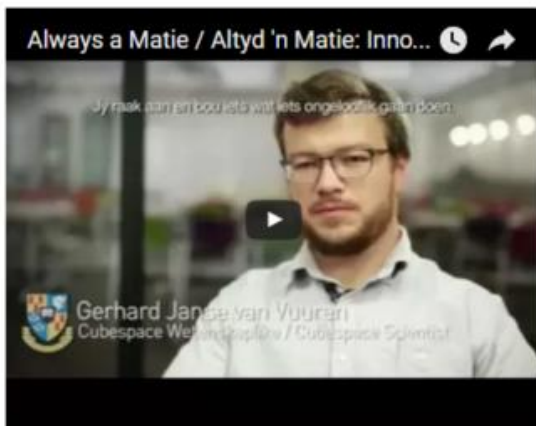 Always a Matie / Altyd 'n Matie: Inno...
Jy raak aan en bou iets wat iets ongelooflik gaan doen.
Gerhard Janse van Vuuren
Cubespace Wetenskaplike / Cubespace Scientist